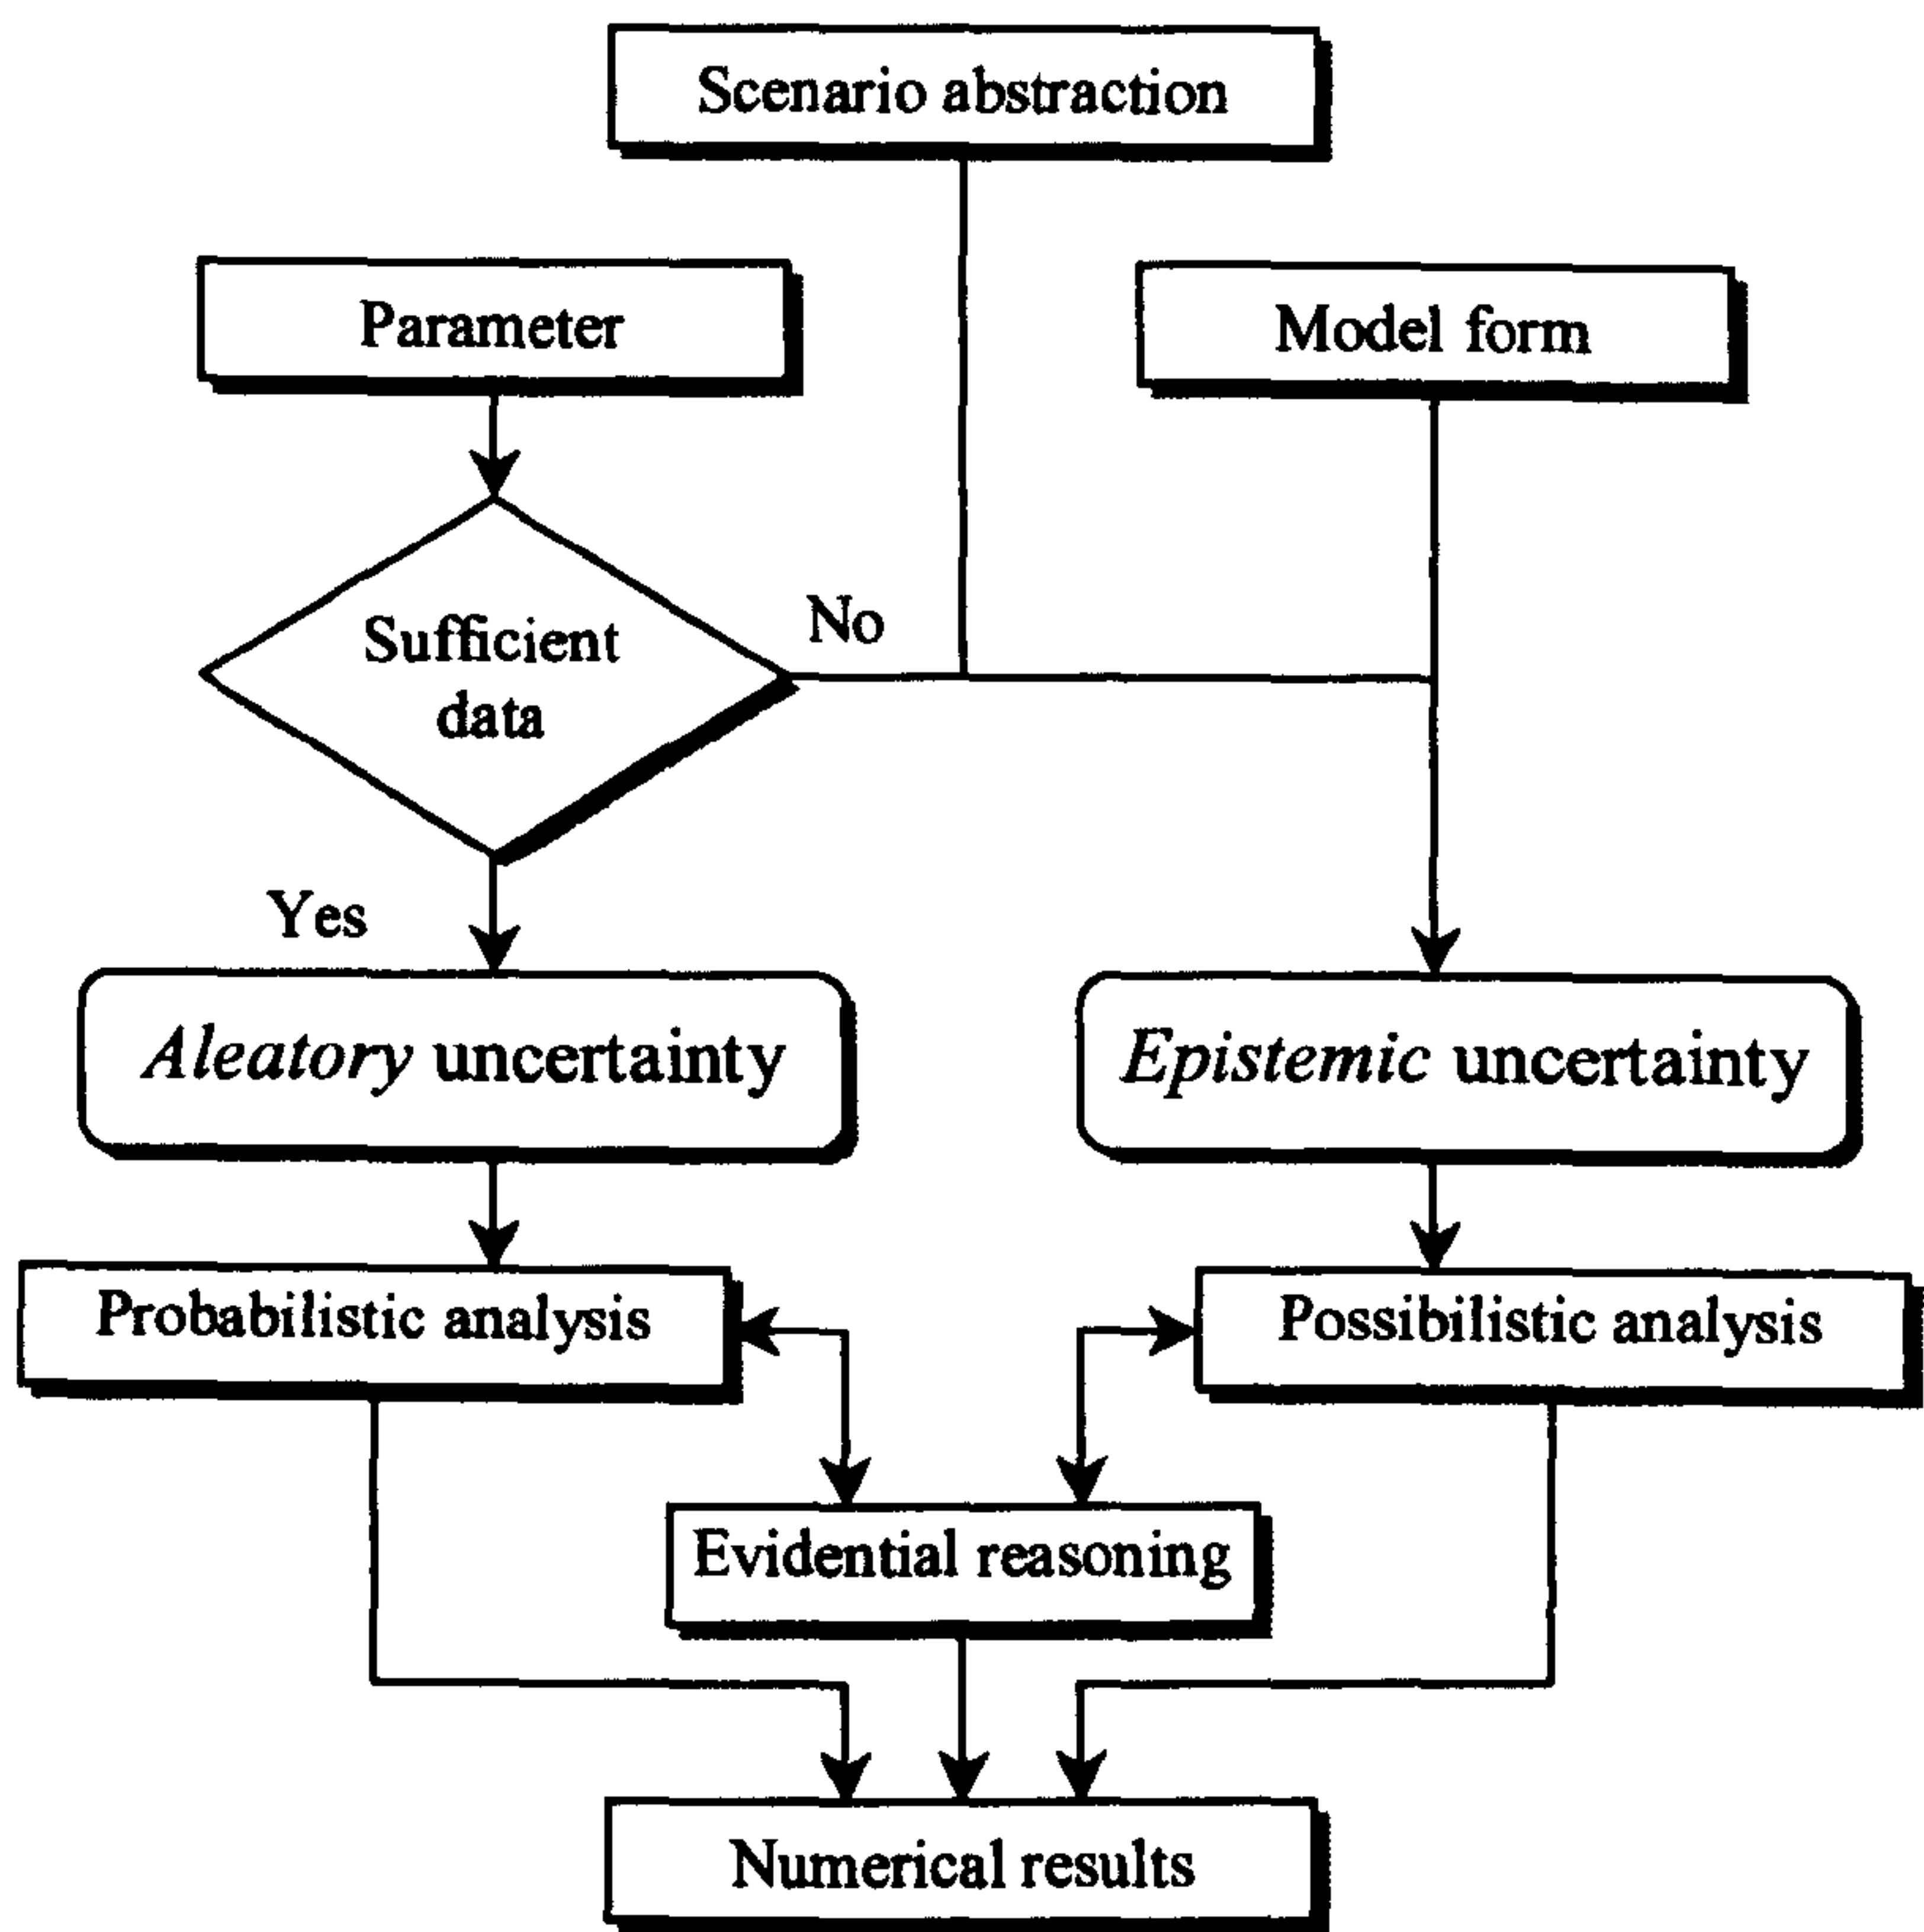 Scenario abstraction
Parameter
Model form
Sufficient
data
No
Yes
Aleatory uncertainty
Epistemic uncertainty
Probabilistic analysis
Possibilistic analysis
Evidential reasoning
Numerical results